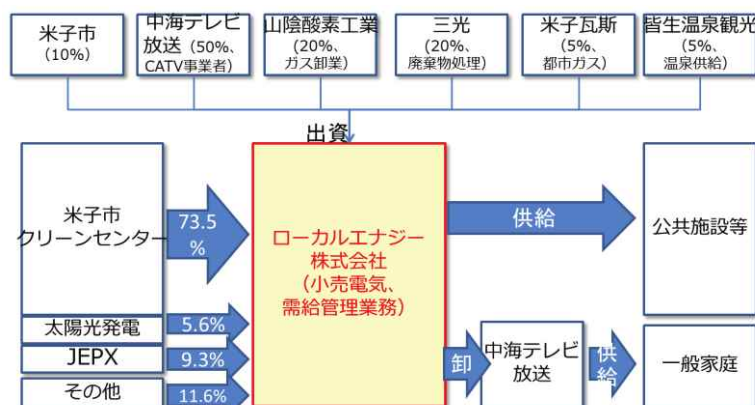 米子市
(10%)
中海テレビ
放送 (50%、
CATV事業者)
山陰酸素工業
(20%、
ガス卸業)
三光
(20%、
廃棄物処理)
米子瓦斯
(5%、
都市ガス)
皆生温泉観光
(5%、
温泉供給)
出資
米子市
クリーンセンター
73.5
%
ローカルエナジー
株式会社
(小売電気、
需給管理業務)
供給
公共施設等
太陽光発電
5.6%
JEPX
9.3%
その他
11.6%
卸
中海テレビ
放送
供
給
一般家庭